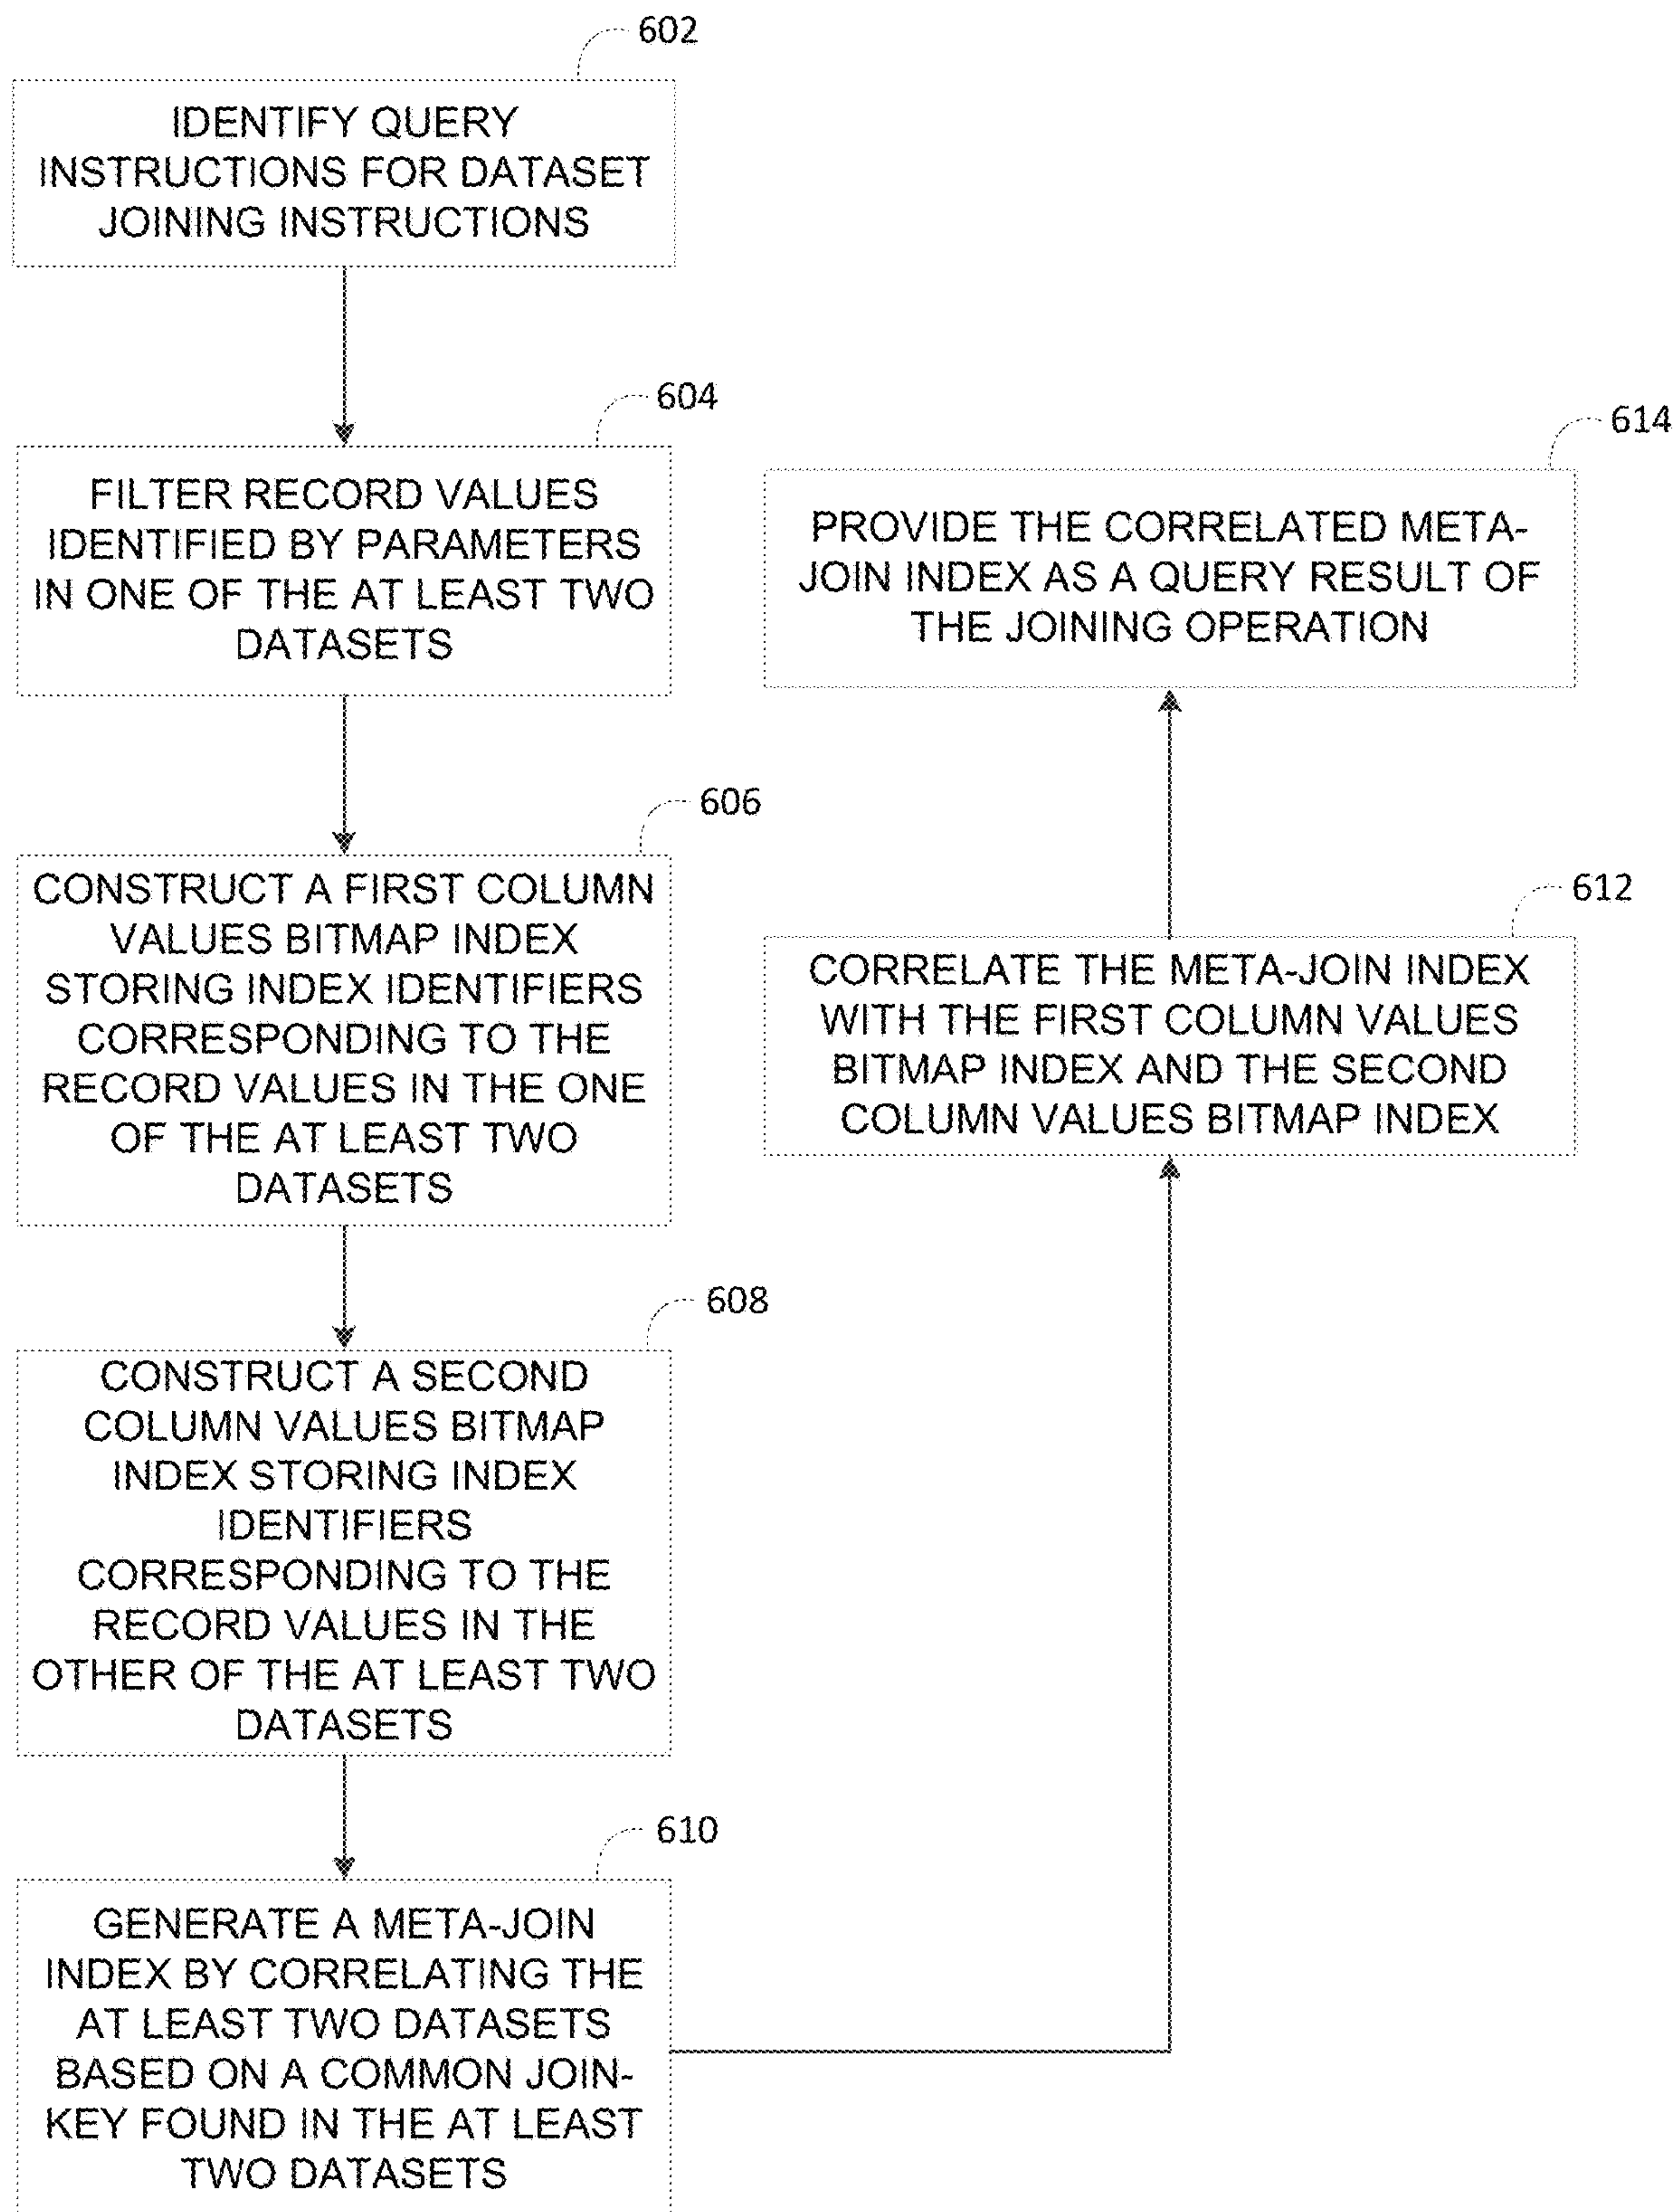 602
IDENTIFY QUERY
INSTRUCTIONS FOR DATASET
JOINING INSTRUCTIONS
604
FILTER RECORD VALUES
IDENTIFIED BY PARAMETERS
IN ONE OF THE AT LEAST TWO
DATASETS
606
CONSTRUCT A FIRST COLUMN
VALUES BITMAP INDEX
STORING INDEX IDENTIFIERS
CORRESPONDING TO THE
RECORD VALUES IN THE ONE
OF THE AT LEAST TWO
DATASETS
608
CONSTRUCT A SECOND
COLUMN VALUES BITMAP
INDEX STORING INDEX
IDENTIFIERS
CORRESPONDING TO THE
RECORD VALUES IN THE
OTHER OF THE AT LEAST TWO
DATASETS
610
GENERATE A META-JOIN
INDEX BY CORRELATING THE
AT LEAST TWO DATASETS
BASED ON A COMMON JOIN-
KEY FOUND IN THE AT LEAST
TWO DATASETS
612
CORRELATE THE META-JOIN INDEX
WITH THE FIRST COLUMN VALUES
BITMAP INDEX AND THE SECOND
COLUMN VALUES BITMAP INDEX
614
PROVIDE THE CORRELATED META-
JOIN INDEX AS A QUERY RESULT OF
THE JOINING OPERATION